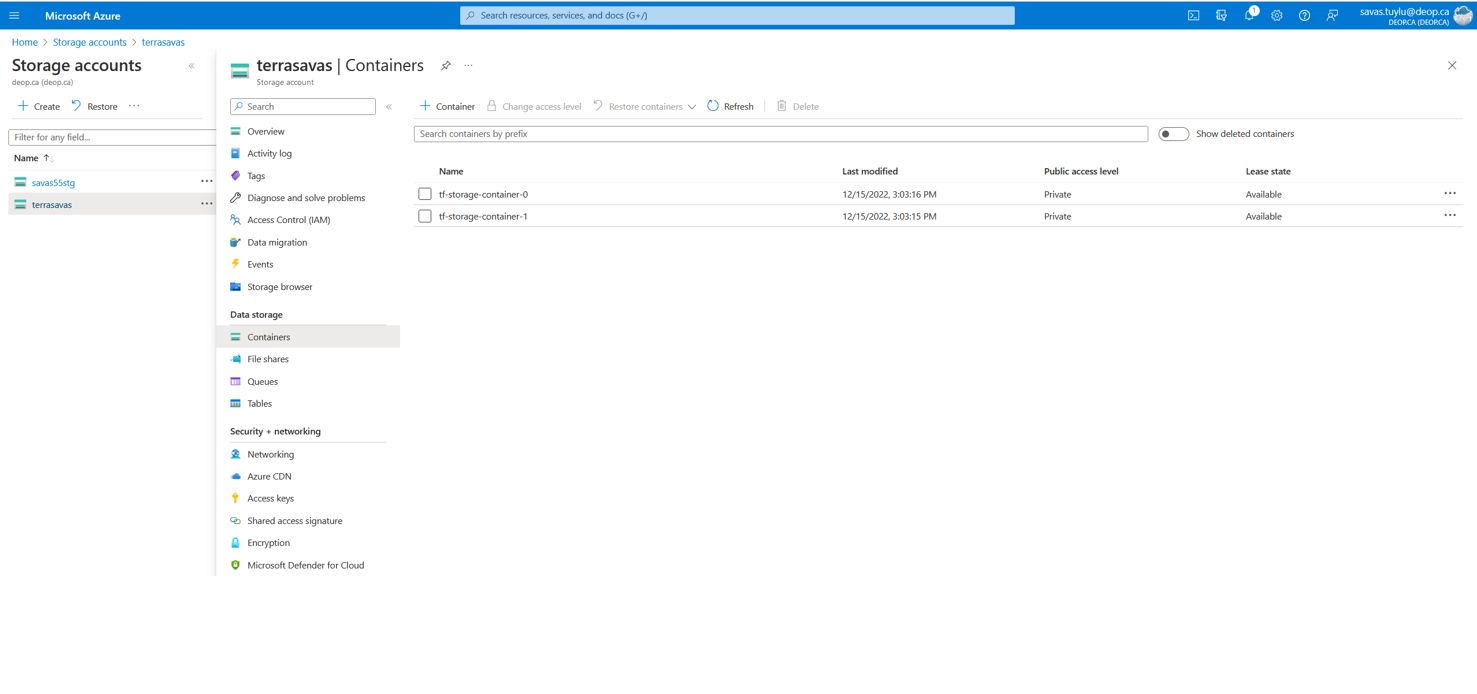 Microsoft Azure
Search resources, services, and docs (G+/)
1
savas.tuylu@deop.ca
DEOP.CA (DEOP.CA)
Home > Storage accounts > terrasavas
Storage accounts
deop.ca (deop.ca)
+ Create Restore ...
Filter for any field...
Name ↑↓
savas55stg ...
terrasavas ...
terrasavas | Containers ...
Storage account
Search
Overview
Activity log
Tags
Diagnose and solve problems
Access Control (IAM)
Data migration
Events
Storage browser
Data storage
Containers
File shares
Queues
Tables
Security + networking
Networking
Azure CDN
Access keys
Shared access signature
Encryption
Microsoft Defender for Cloud
+ Container Change access level Restore containers Refresh | Delete
Search containers by prefix
Show deleted containers
Name Last modified Public access level Lease state
tf-storage-container-0 12/15/2022, 3:03:16 PM Private Available ...
tf-storage-container-1 12/15/2022, 3:03:15 PM Private Available ...